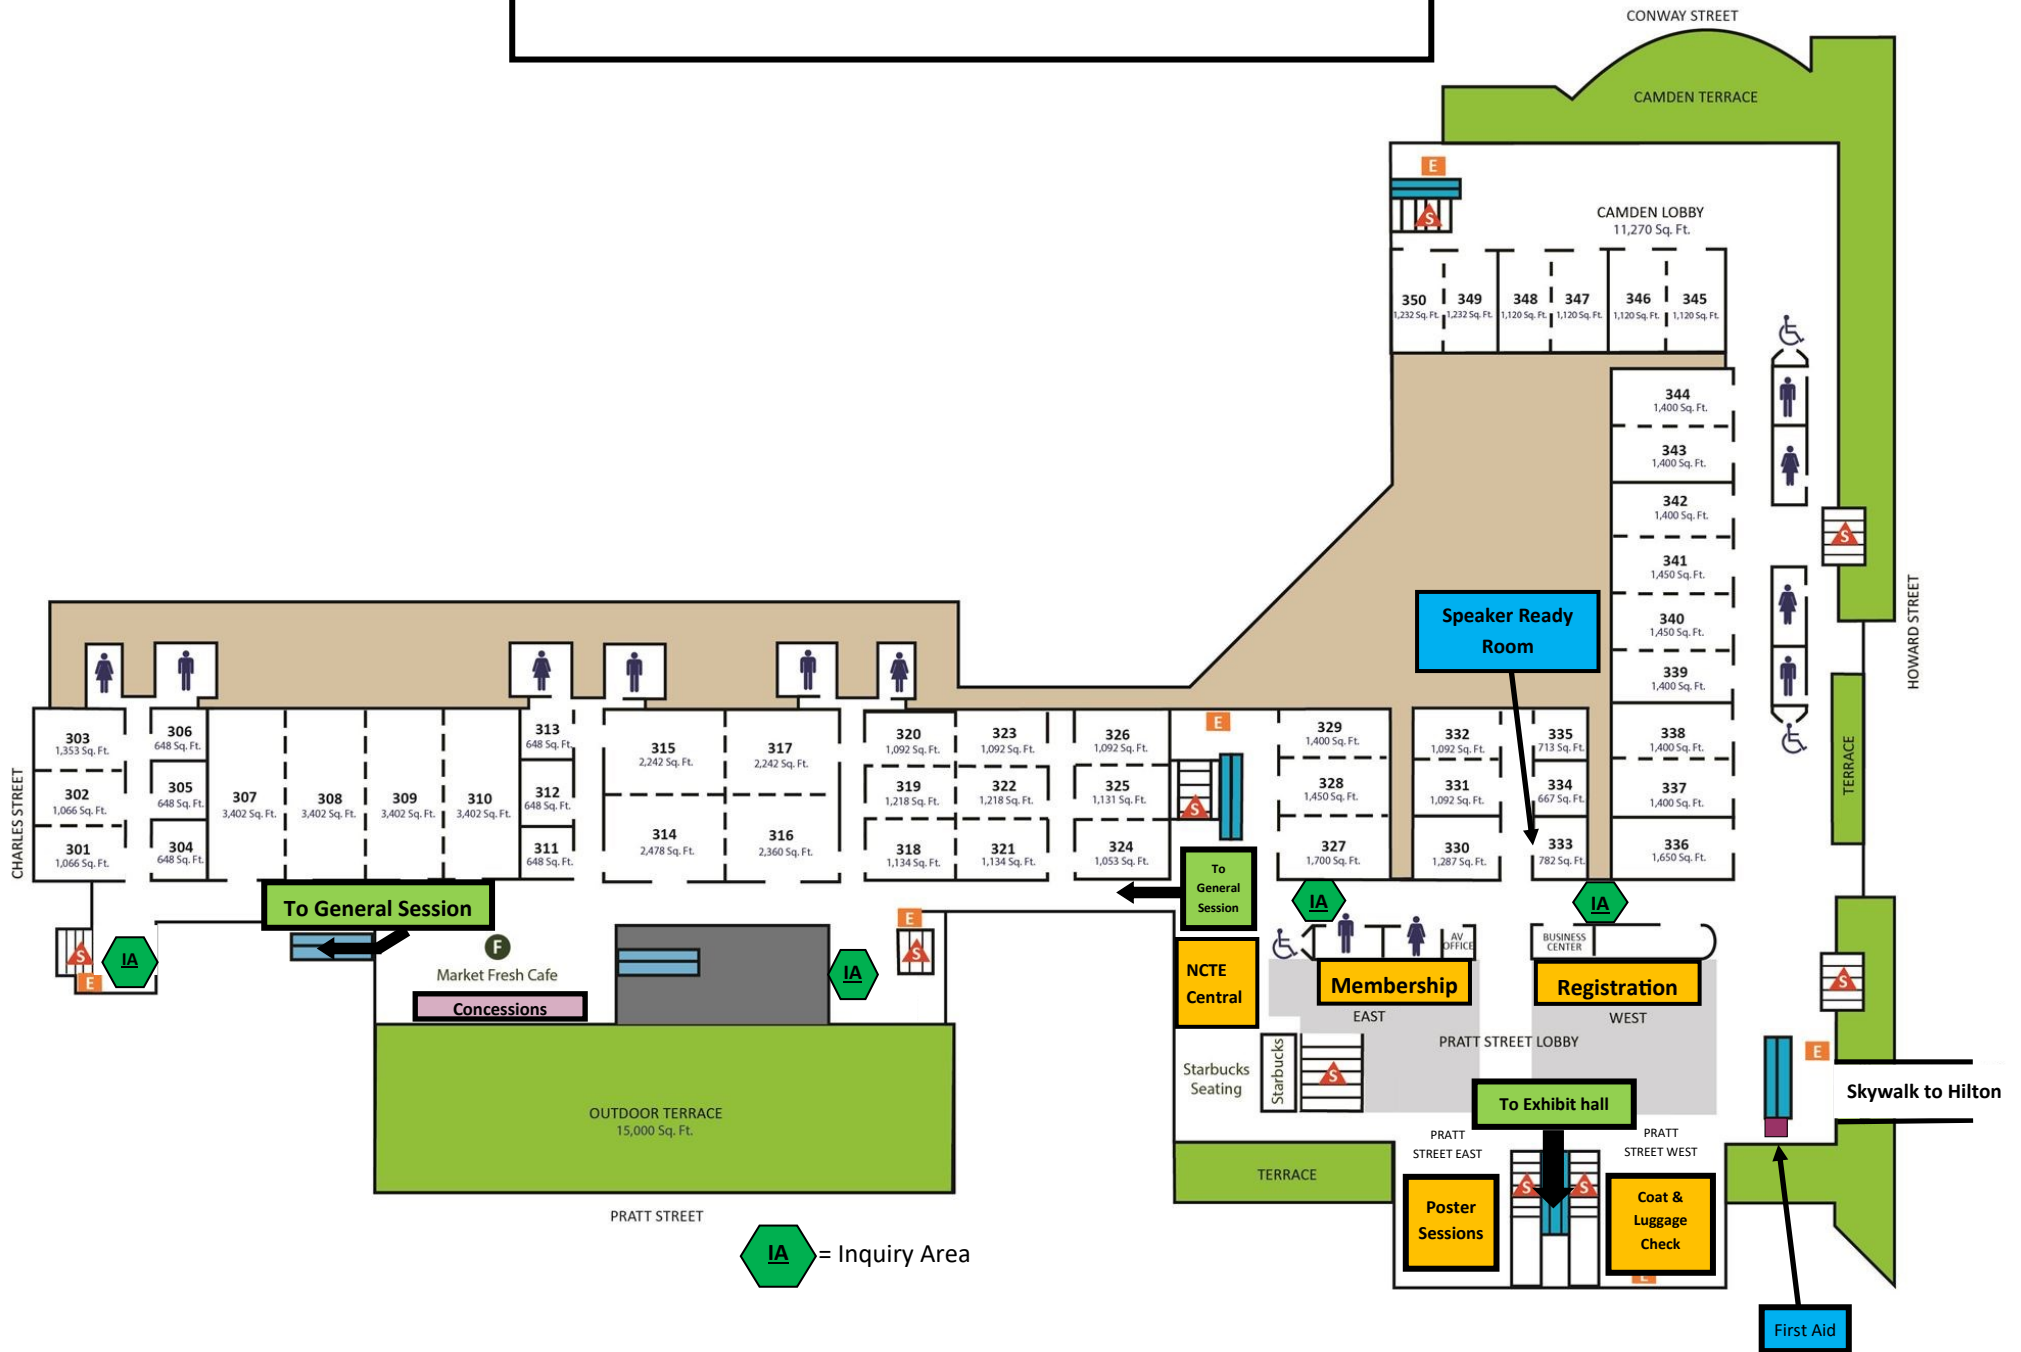 CONWAY STREET
CAMDEN TERRACE
E
S
CAMDEN LOBBY
11,270 Sq. Ft.
350
1,232 Sq. Ft.
349
1,232 Sq. Ft.
348
1,120 Sq. Ft.
347
1,120 Sq. Ft.
346
1,120 Sq. Ft.
345
1,120 Sq. Ft.
344
1,400 Sq. Ft.
343
1,400 Sq. Ft.
342
1,400 Sq. Ft.
341
1,450 Sq. Ft.
340
1,450 Sq. Ft.
339
1,400 Sq. Ft.
338
1,400 Sq. Ft.
337
1,400 Sq. Ft.
336
1,650 Sq. Ft.
S
HOWARD STREET
TERRACE
Speaker Ready
Room
CHARLES STREET
303
1,353 Sq. Ft.
302
1,066 Sq. Ft.
301
1,066 Sq. Ft.
306
648 Sq. Ft.
305
648 Sq. Ft.
304
648 Sq. Ft.
307
3,402 Sq. Ft.
308
3,402 Sq. Ft.
309
3,402 Sq. Ft.
310
3,402 Sq. Ft.
313
648 Sq. Ft.
312
648 Sq. Ft.
311
648 Sq. Ft.
315
2,242 Sq. Ft.
314
2,478 Sq. Ft.
317
2,242 Sq. Ft.
316
2,360 Sq. Ft.
320
1,092 Sq. Ft.
319
1,218 Sq. Ft.
318
1,134 Sq. Ft.
323
1,092 Sq. Ft.
322
1,218 Sq. Ft.
321
1,134 Sq. Ft.
326
1,092 Sq. Ft.
325
1,131 Sq. Ft.
324
1,053 Sq. Ft.
E
S
329
1,400 Sq. Ft.
328
1,450 Sq. Ft.
327
1,700 Sq. Ft.
332
1,092 Sq. Ft.
331
1,092 Sq. Ft.
330
1,287 Sq. Ft.
335
713 Sq. Ft.
334
667 Sq. Ft.
333
782 Sq. Ft.
To General Session
To
General
Session
IA
IA
S
E
IA
F
Market Fresh Cafe
Concessions
IA
E
S
OUTDOOR TERRACE
15,000 Sq. Ft.
PRATT STREET
IA
= Inquiry Area
NCTE
Central
AV
OFFICE
BUSINESS
CENTER
Membership
EAST
Registration
WEST
PRATT STREET LOBBY
Starbucks
Seating
Starbucks
S
S
E
Skywalk to Hilton
To Exhibit hall
PRATT
STREET EAST
PRATT
STREET WEST
TERRACE
Poster
Sessions
S
S
Coat &
Luggage
Check
E
First Aid